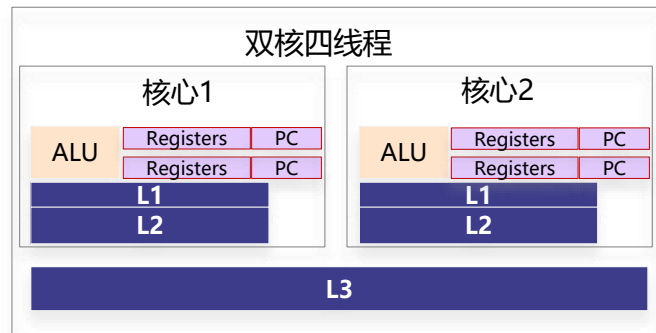 双核四线程
核心1
ALU
Registers PC
Registers PC
L1
L2
核心2
ALU
Registers PC
Registers PC
L1
L2
L3